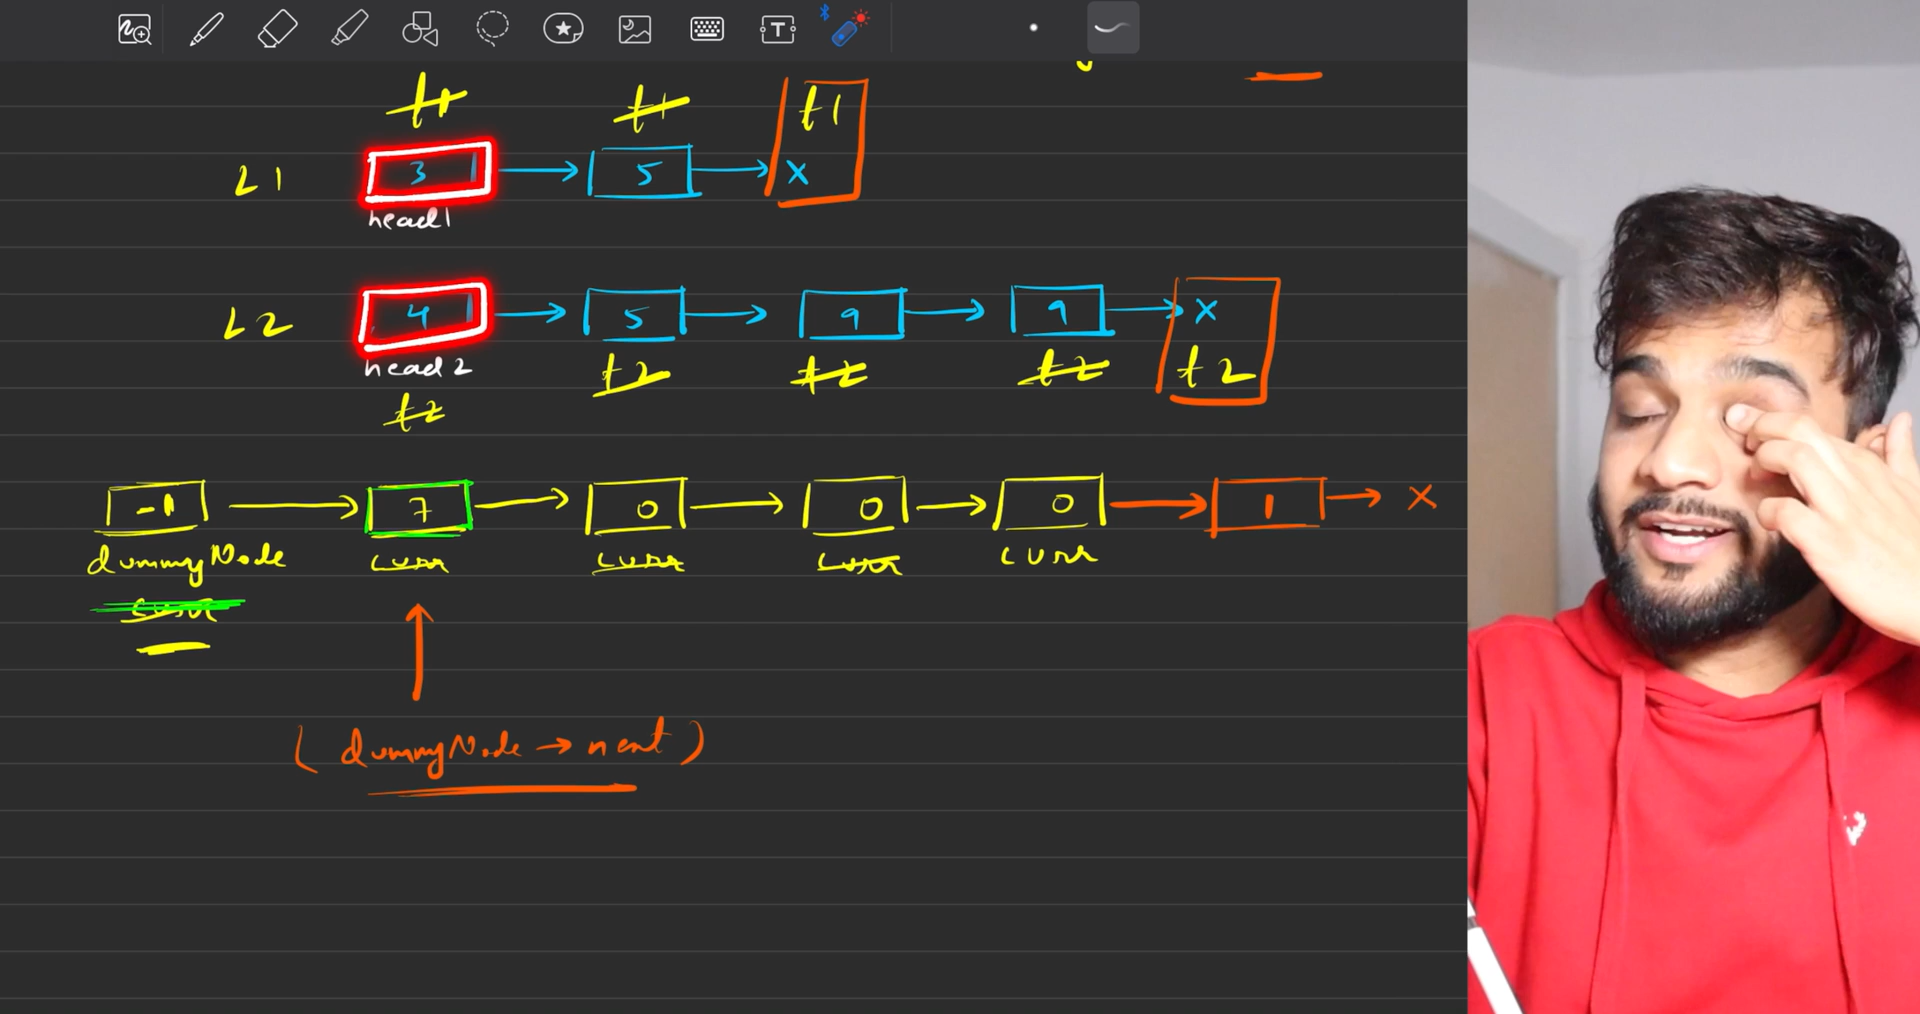 t1 t1 t1
L1 3 5 x
head1
L2 4 5 9 9 x
head2 t2 t2 t2 t2
t2
-1 7 0 0 0 1 x
dummyNode curr curr curr curr
curr
(dummyNode → next)